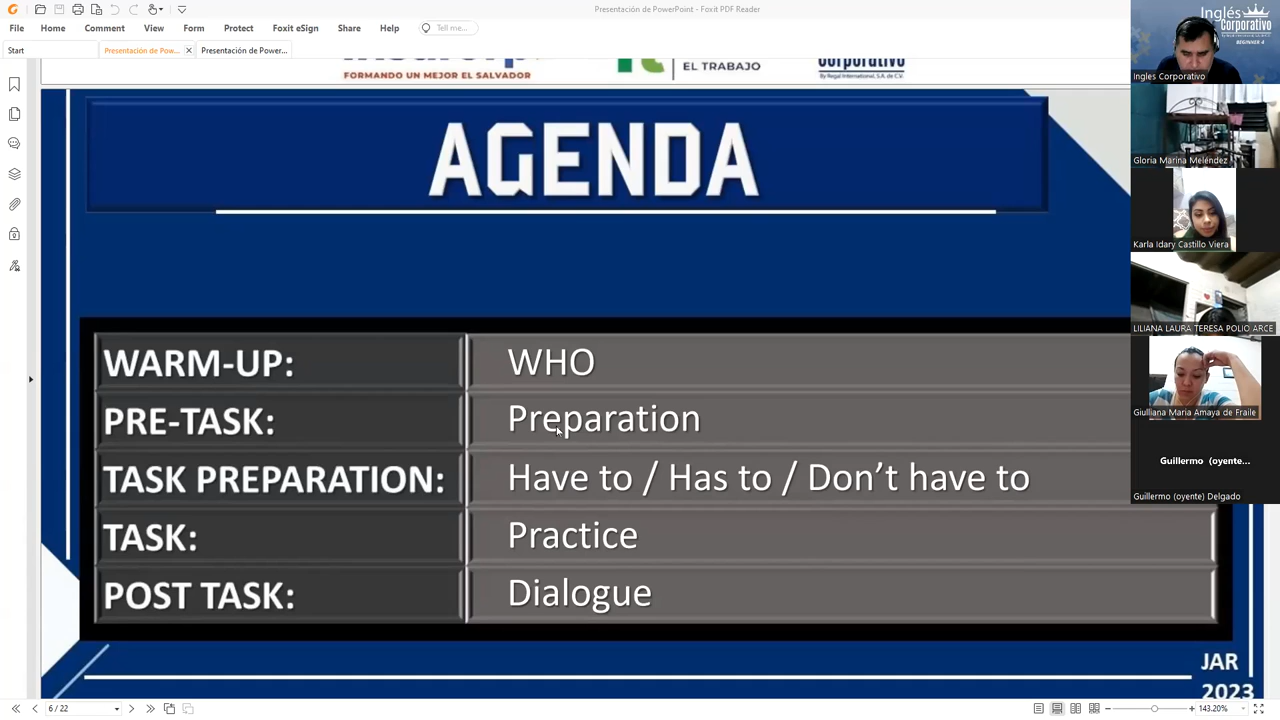 Presentación de PowerPoint - Foxit PDF Reader
File Home Comment View Form Protect Foxit eSign Share Help Tell me...
Start Presentación de Pow... Presentación de Power...
FORMANDO UN MEJOR EL SALVADOR
EL TRABAJO
Corporativo
By Regal International, S.A. de C.V.
AGENDA
WARM-UP: WHO
PRE-TASK: Preparation
TASK PREPARATION: Have to / Has to / Don’t have to
TASK: Practice
POST TASK: Dialogue
JAR
2023
Inglés
Corporativo
BEGINNER 4
Ingles Corporativo
Gloria Marina Meléndez
Karla Idary Castillo Viera
LILIANA LAURA TERESA POLIO ARCE
Giulliana Maria Amaya de Fraile
Guillermo (oyente...
Guillermo (oyente) Delgado
6 / 22
143.20%